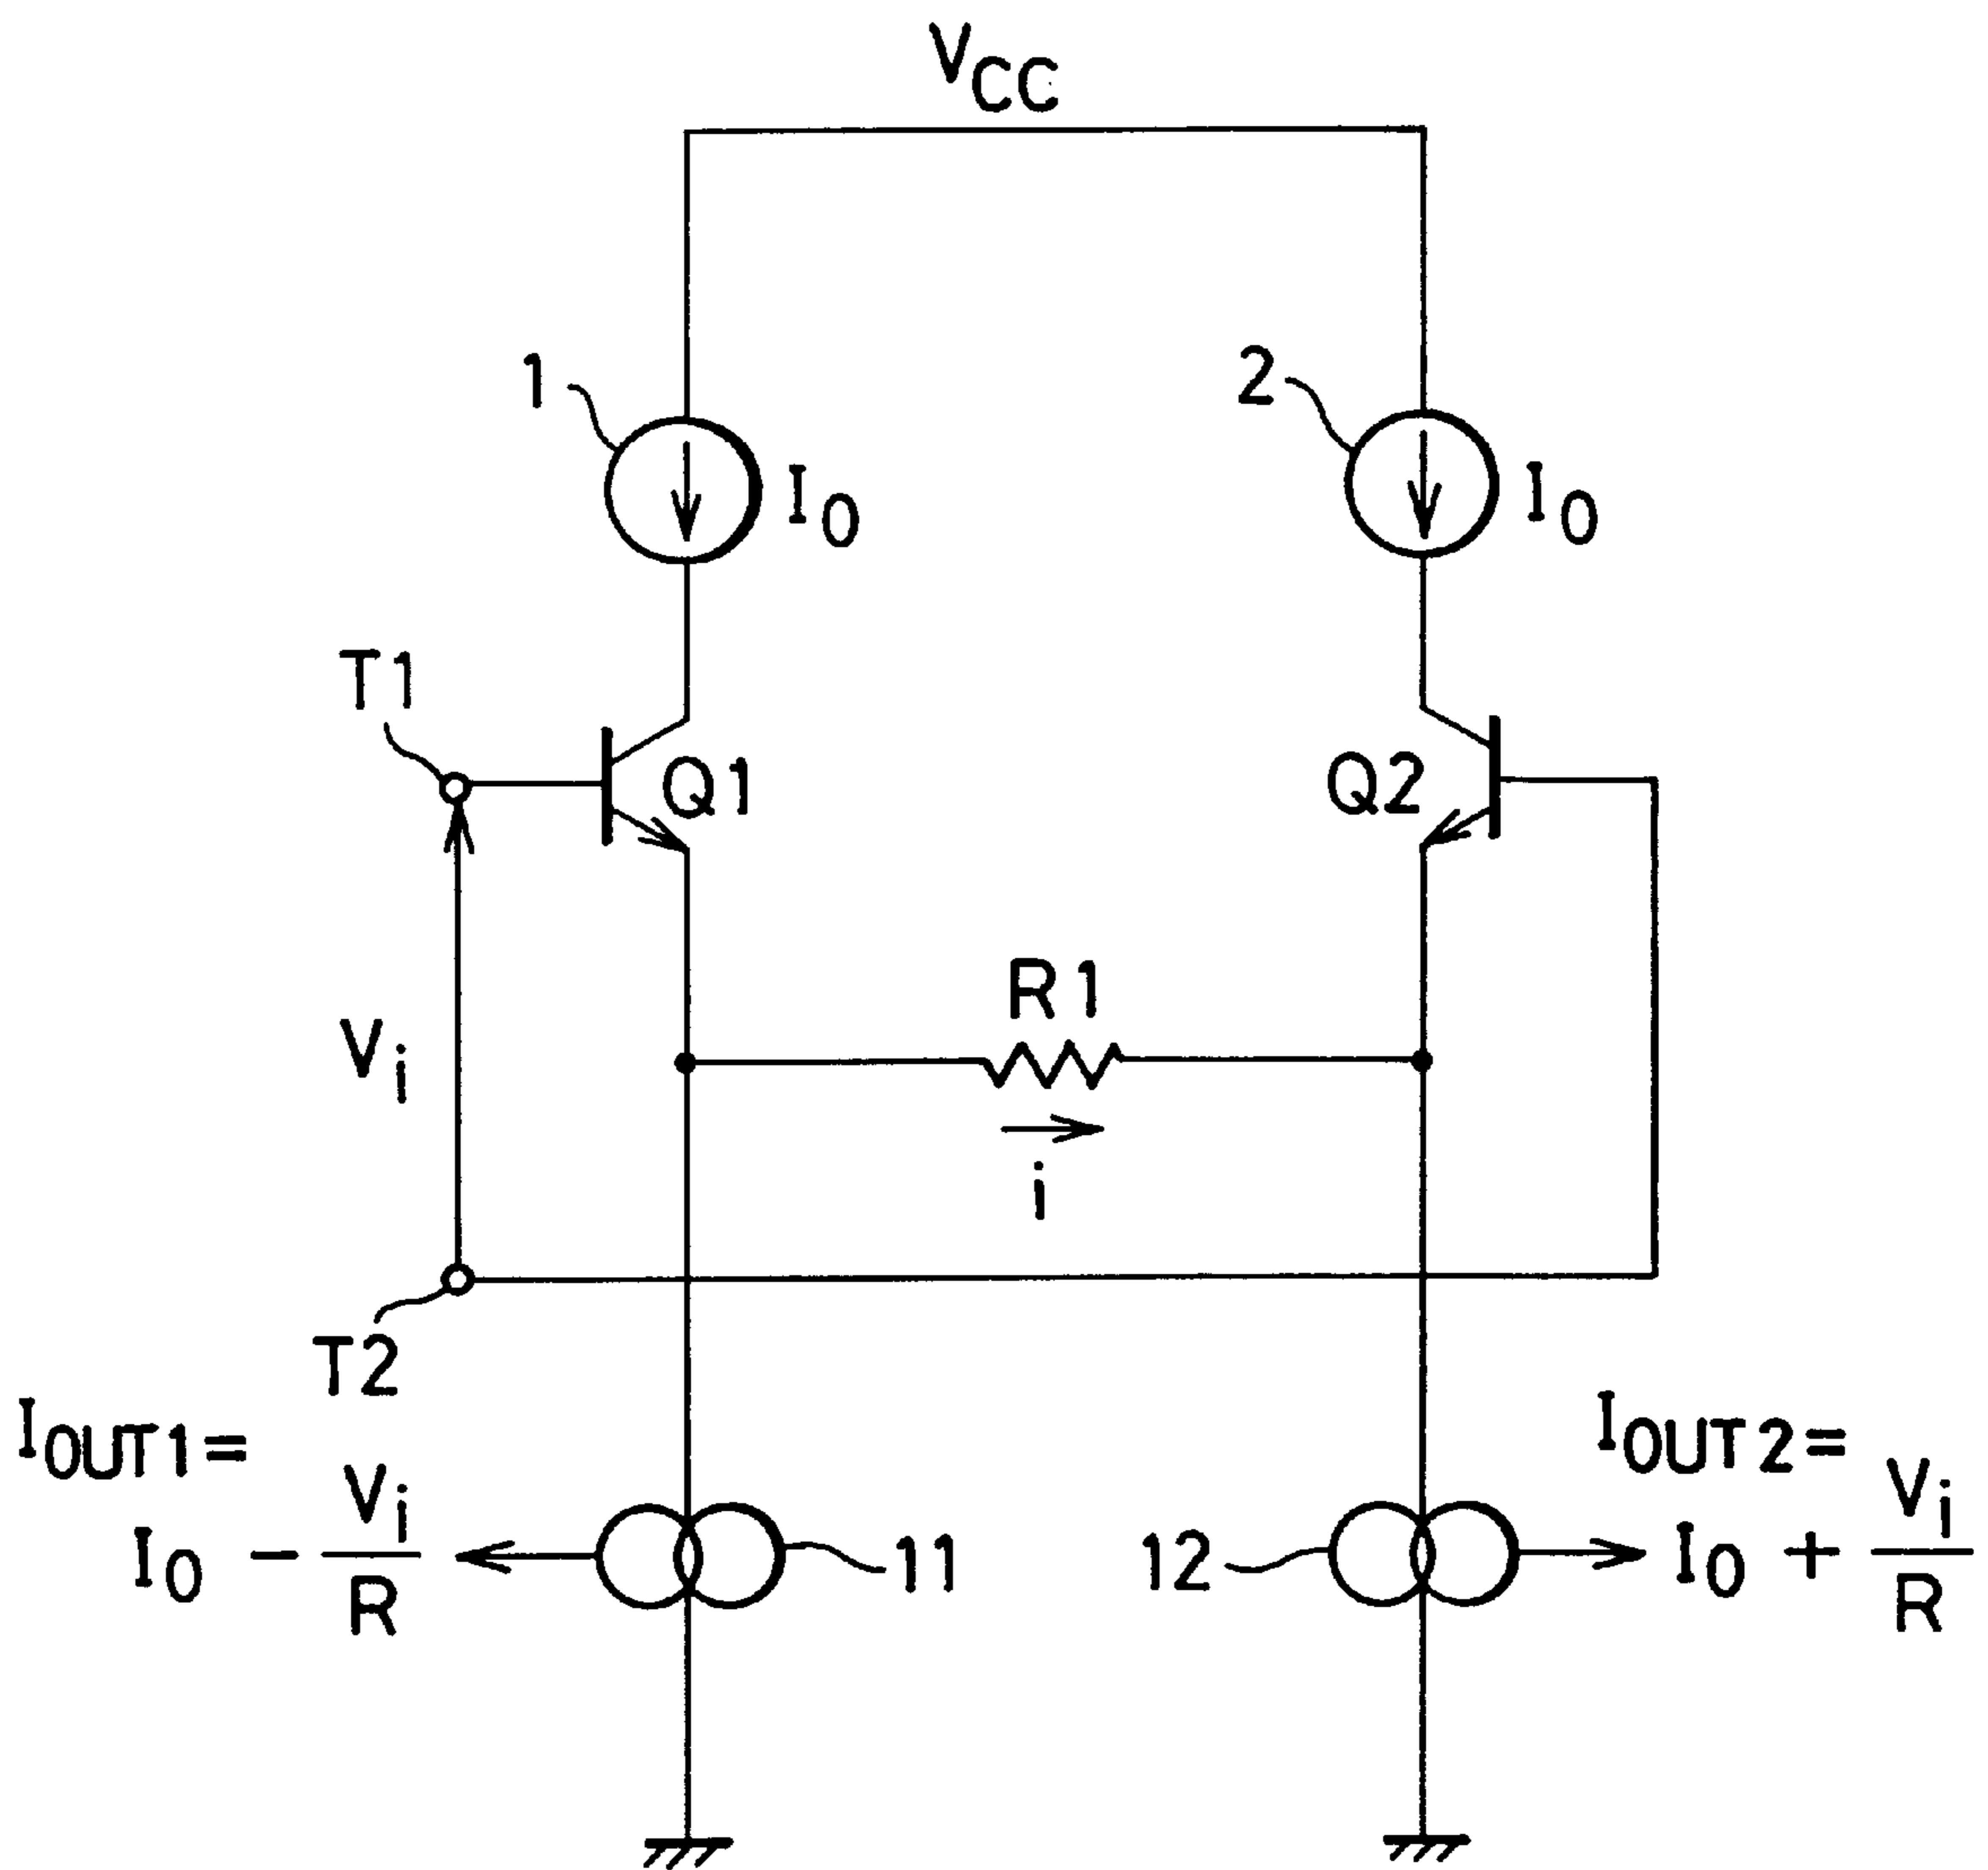 VCC
1
I0
2
I0
T1
Q1
Q2
R1
Vi
i
T2
IOUT1=
I0 - Vi/R
11
12
IOUT2=
I0 + Vi/R